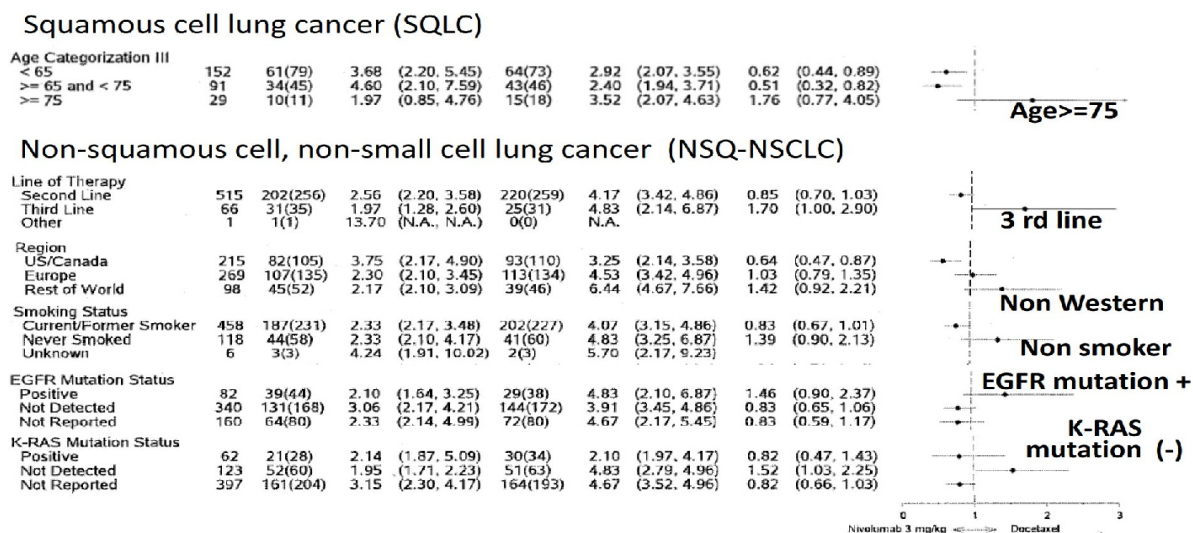 Squamous cell lung cancer (SQLC)
Age Categorization III
< 65 152 61(79) 3.68 (2.20, 5.45) 64(73) 2.92 (2.07, 3.55) 0.62 (0.44, 0.89)
>= 65 and < 75 91 34(45) 4.60 (2.10, 7.59) 43(46) 2.40 (1.94, 3.71) 0.51 (0.32, 0.82)
>= 75 29 10(11) 1.97 (0.85, 4.76) 15(18) 3.52 (2.07, 4.63) 1.76 (0.77, 4.05)
Age>=75
Non-squamous cell, non-small cell lung cancer (NSQ-NSCLC)
Line of Therapy
Second Line 515 202(256) 2.56 (2.20, 3.58) 220(259) 4.17 (3.42, 4.86) 0.85 (0.70, 1.03)
Third Line 66 31(35) 1.97 (1.28, 2.60) 25(31) 4.83 (2.14, 6.87) 1.70 (1.00, 2.90)
Other 1 1(1) 13.70 (N.A., N.A.) 0(0) N.A.
3 rd line
Region
US/Canada 215 82(105) 3.75 (2.17, 4.90) 93(110) 3.25 (2.14, 3.58) 0.64 (0.47, 0.87)
Europe 269 107(135) 2.30 (2.10, 3.45) 113(134) 4.53 (3.42, 4.96) 1.03 (0.79, 1.35)
Rest of World 98 45(52) 2.17 (2.10, 3.09) 39(46) 6.44 (4.67, 7.66) 1.42 (0.92, 2.21)
Non Western
Smoking Status
Current/Former Smoker 458 187(231) 2.33 (2.17, 3.48) 202(227) 4.07 (3.15, 4.86) 0.83 (0.67, 1.01)
Never Smoked 118 44(58) 2.33 (2.10, 4.17) 41(60) 4.83 (3.25, 6.87) 1.39 (0.90, 2.13)
Unknown 6 3(3) 4.24 (1.91, 10.02) 2(3) 5.70 (2.17, 9.23)
Non smoker
EGFR Mutation Status
EGFR mutation +
Positive 82 39(44) 2.10 (1.64, 3.25) 29(38) 4.83 (2.10, 6.87) 1.46 (0.90, 2.37)
Not Detected 340 131(168) 3.06 (2.17, 4.21) 144(172) 3.91 (3.45, 4.86) 0.83 (0.65, 1.06)
Not Reported 160 64(80) 2.33 (2.14, 4.99) 72(80) 4.67 (2.17, 5.45) 0.83 (0.59, 1.17)
K-RAS
mutation (-)
K-RAS Mutation Status
Positive 62 21(28) 2.14 (1.87, 5.09) 30(34) 2.10 (1.97, 4.17) 0.82 (0.47, 1.43)
Not Detected 123 52(60) 1.95 (1.71, 2.23) 51(63) 4.83 (2.79, 4.96) 1.52 (1.03, 2.25)
Not Reported 397 161(204) 3.15 (2.30, 4.17) 164(193) 4.67 (3.52, 4.96) 0.82 (0.66, 1.03)
0 1 2 3
Nivolumab 3 mg/kg Docetaxel